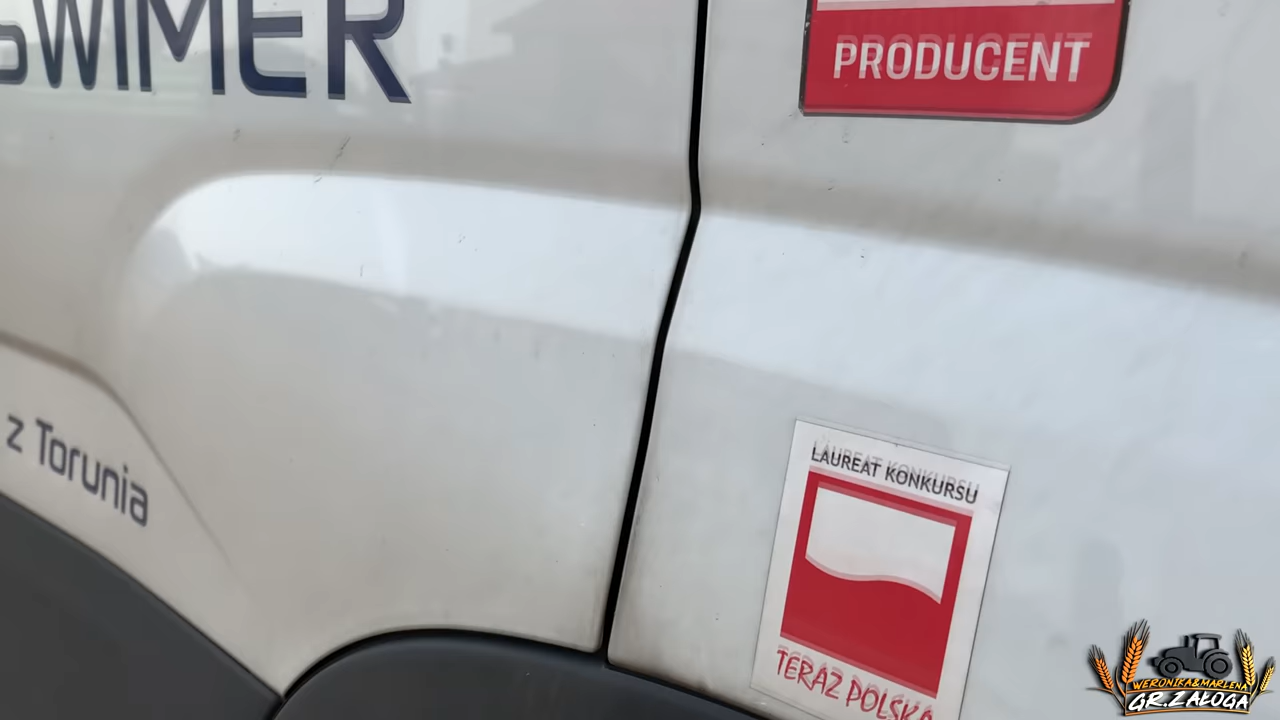 SWIMER
PRODUCENT
z Torunia
LAUREAT KONKURSU
TERAZ POLSKA
WERONIKA&MARLENA
GR.ZAŁOGA